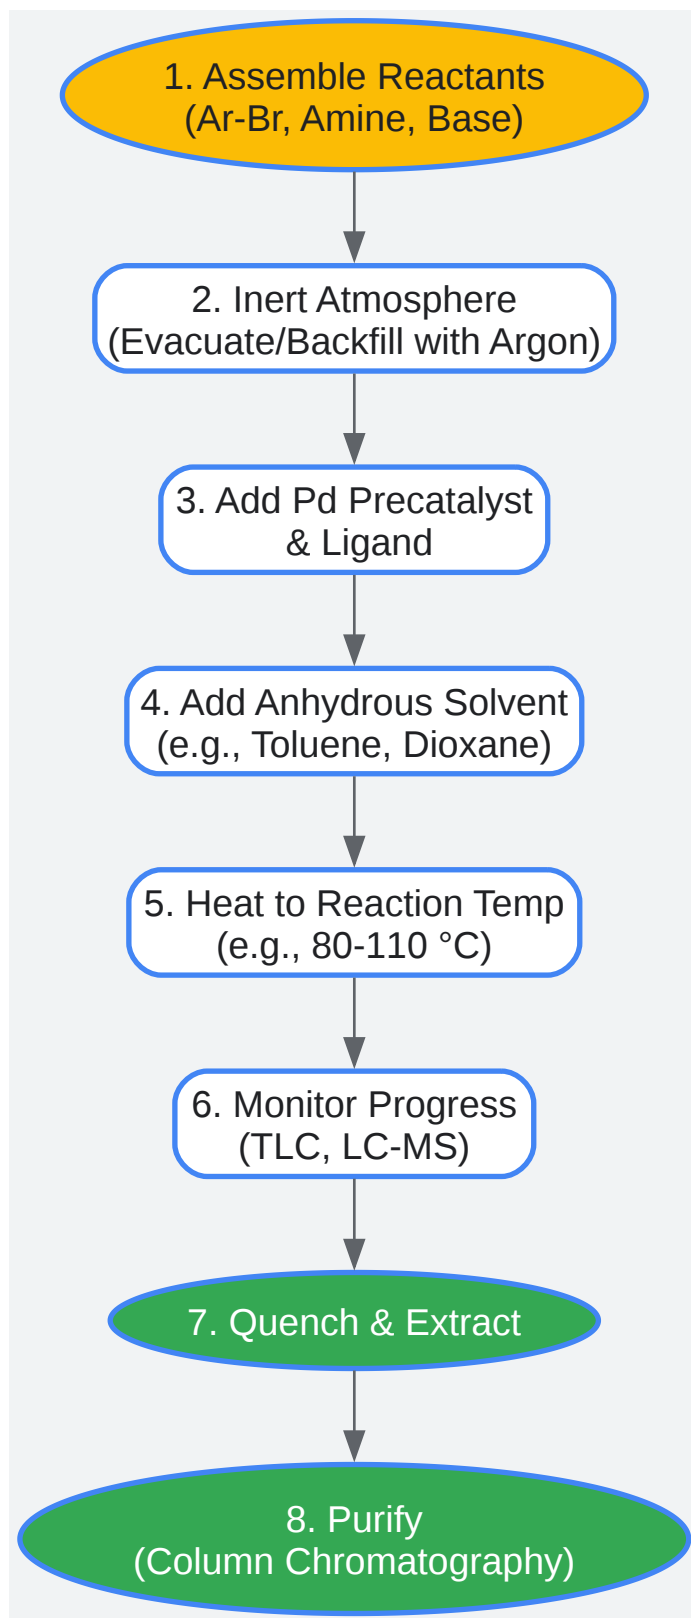 1. Assemble Reactants
(Ar-Br, Amine, Base)
2. Inert Atmosphere
(Evacuate/Backfill with Argon)
3. Add Pd Precatalyst
& Ligand
4. Add Anhydrous Solvent
(e.g., Toluene, Dioxane)
5. Heat to Reaction Temp
(e.g., 80-110 °C)
6. Monitor Progress
(TLC, LC-MS)
7. Quench & Extract
8. Purify
(Column Chromatography)